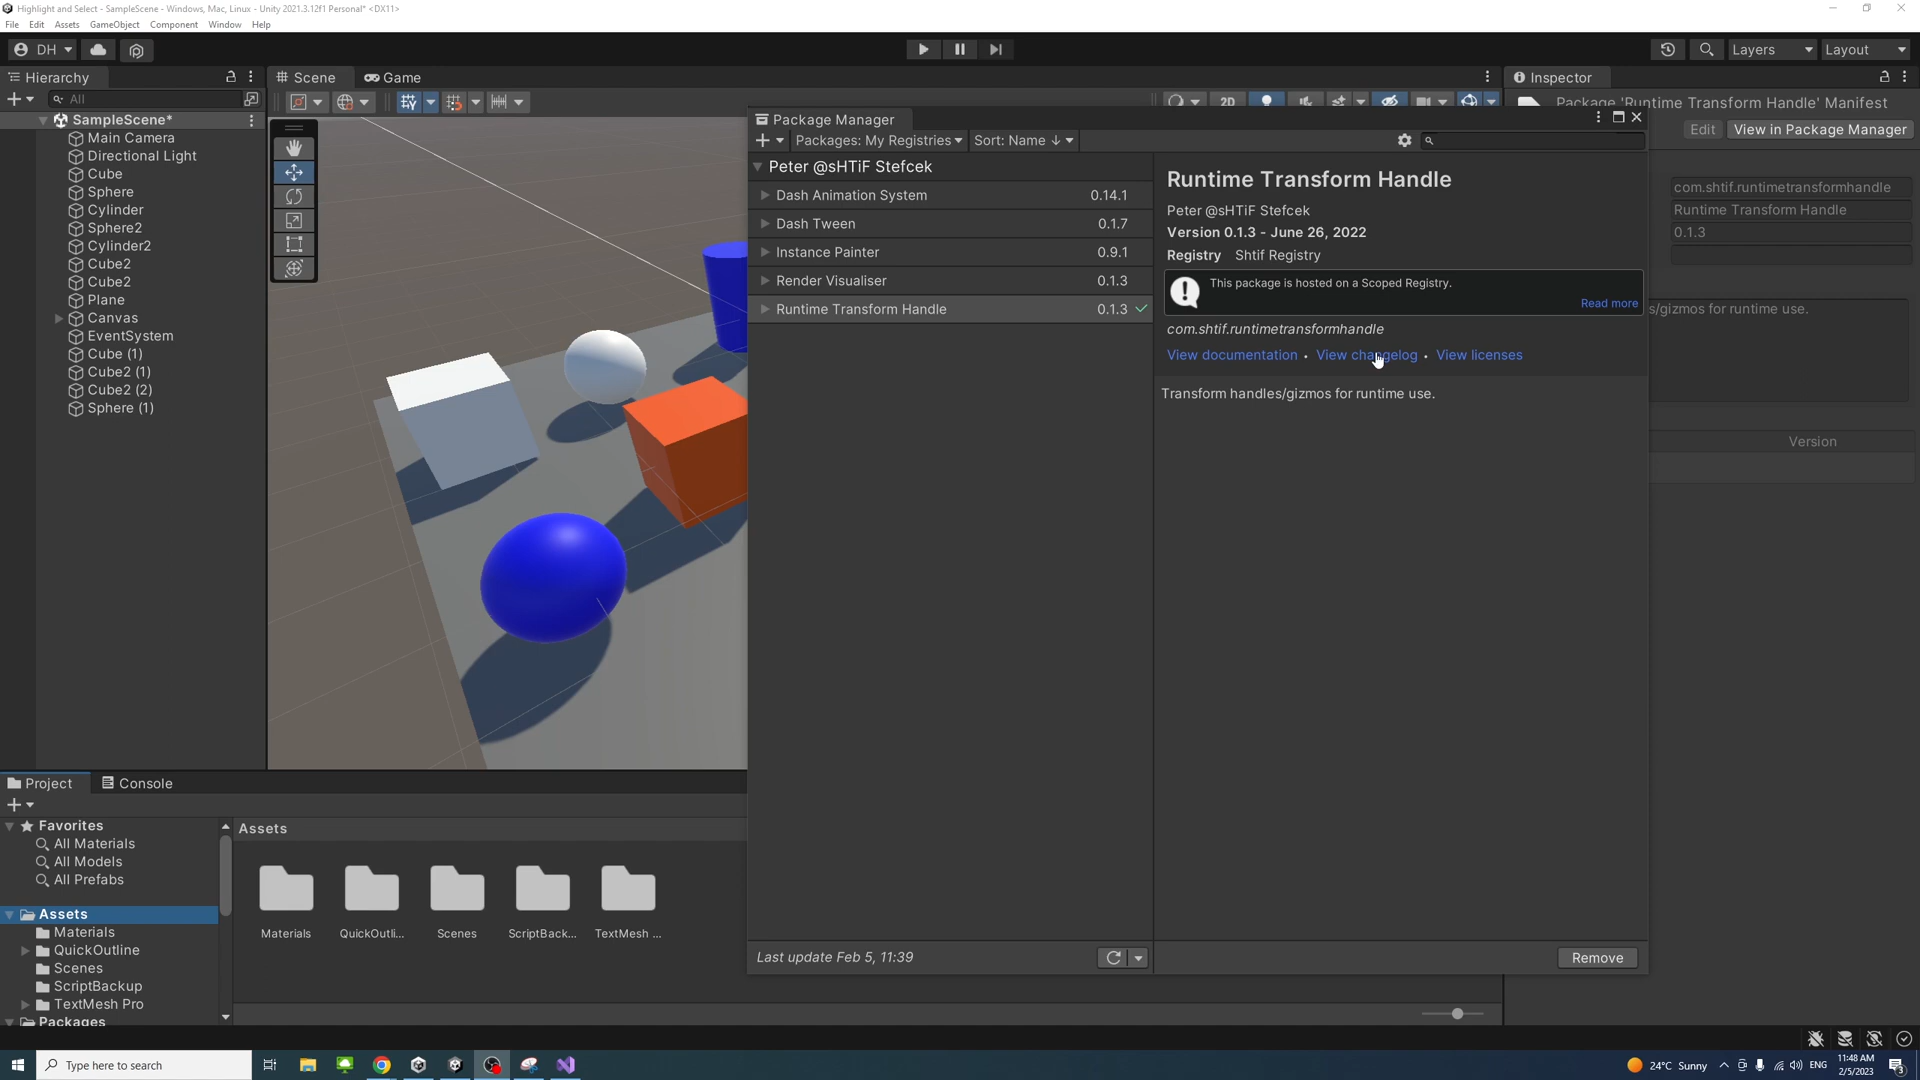 Highlight and Select - SampleScene - Windows, Mac, Linux - Unity 2021.3.12f1 Personal* <DX11>
File Edit Assets GameObject Component Window Help
DH Layers Layout
Hierarchy Scene Game Inspector
All 2D
Package 'Runtime Transform Handle' Manifest
Edit View in Package Manager
SampleScene*
Main Camera
Directional Light
Cube
Sphere
Cylinder
Sphere2
Cylinder2
Cube2
Cube2
Plane
Canvas
EventSystem
Cube (1)
Cube2 (1)
Cube2 (2)
Sphere (1)
Package Manager
Packages: My Registries Sort: Name ↓
Peter @sHTiF Stefcek
Dash Animation System 0.14.1
Dash Tween 0.1.7
Instance Painter 0.9.1
Render Visualiser 0.1.3
Runtime Transform Handle 0.1.3
Last update Feb 5, 11:39
Runtime Transform Handle
Peter @sHTiF Stefcek
Version 0.1.3 - June 26, 2022
Registry Shtif Registry
This package is hosted on a Scoped Registry.
Read more
com.shtif.runtimetransformhandle
View documentation • View changelog • View licenses
Transform handles/gizmos for runtime use.
Remove
com.shtif.runtimetransformhandle
Runtime Transform Handle
0.1.3
s/gizmos for runtime use.
Version
Project Console
Favorites
All Materials
All Models
All Prefabs
Assets
Materials
QuickOutline
Scenes
ScriptBackup
TextMesh Pro
Packages
Assets
Materials QuickOutli... Scenes ScriptBack... TextMesh ...
Type here to search
24°C Sunny ENG
11:48 AM
2/5/2023
3